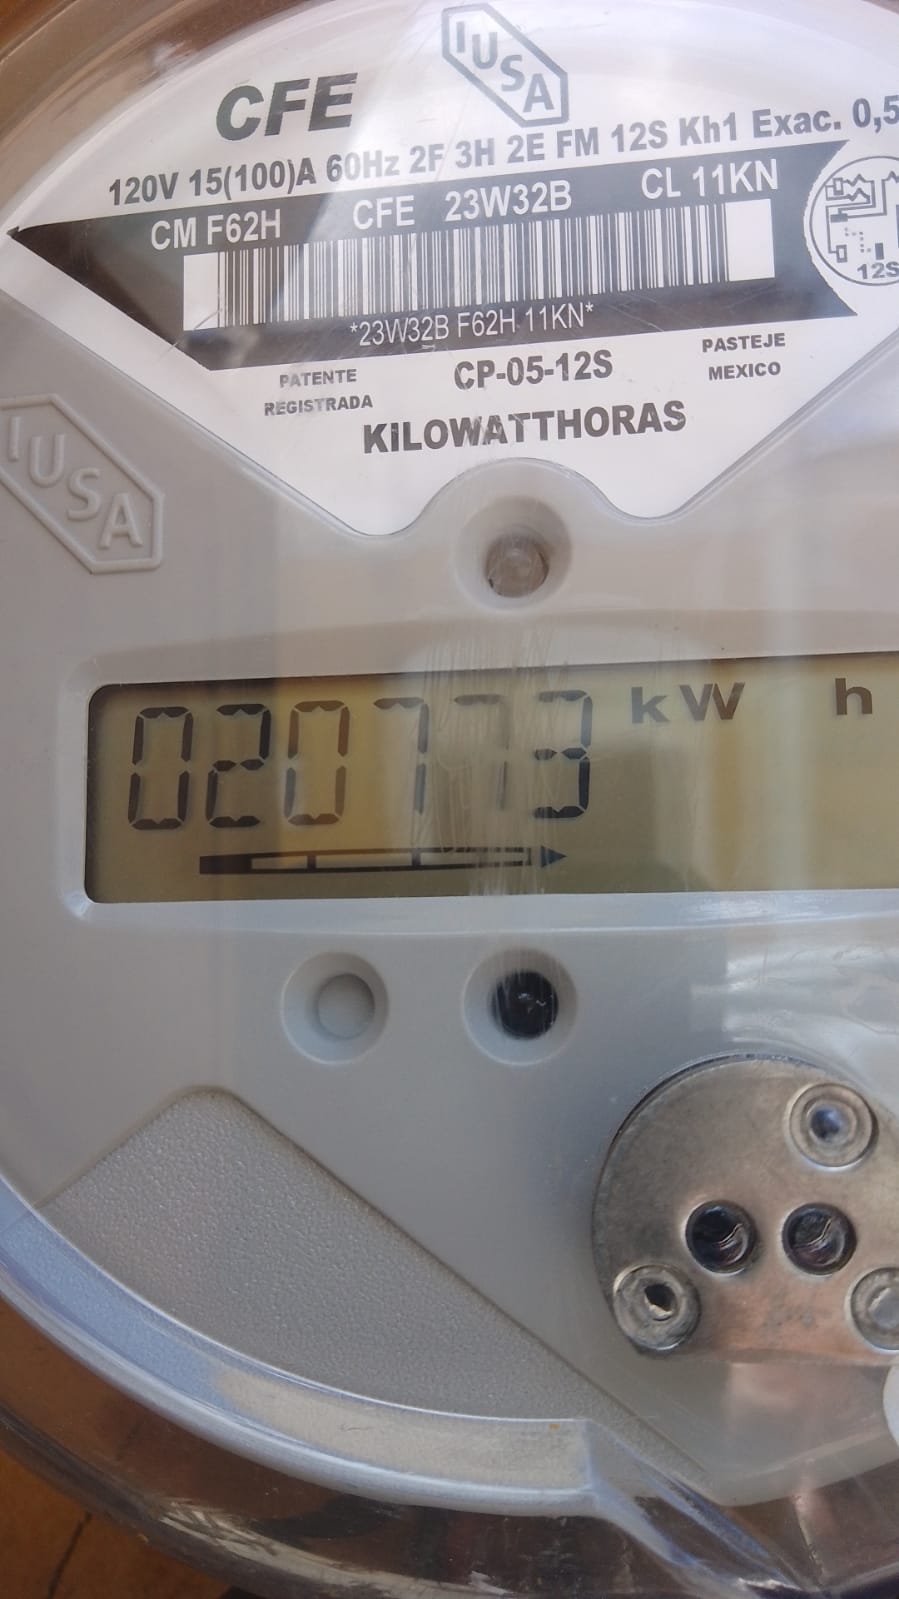 IUSA
CFE
120V 15(100)A 60Hz 2F 3H 2E FM 12S Kh1 Exac. 0,5
CM F62H CFE 23W32B CL 11KN
12S
*23W32B F62H 11KN*
PATENTE REGISTRADA
CP-05-12S
PASTEJE MEXICO
KILOWATTHORAS
IUSA
020773 kW h